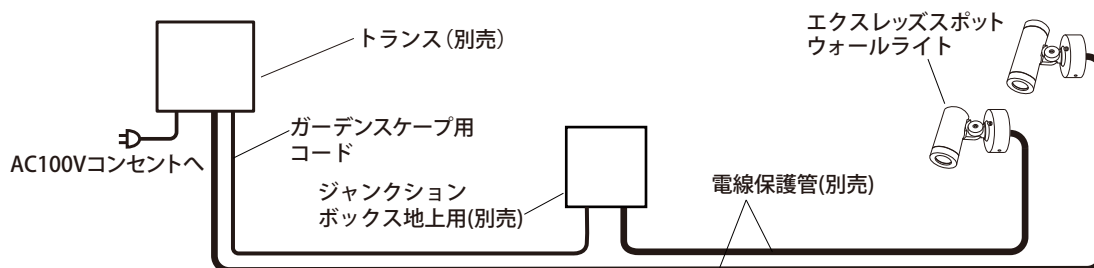 トランス(別売)
エクスレッズスポット
ウォールライト
ガーデンスケープ用
コード
AC100Vコンセントへ
ジャンクション
ボックス地上用(別売)
電線保護管(別売)